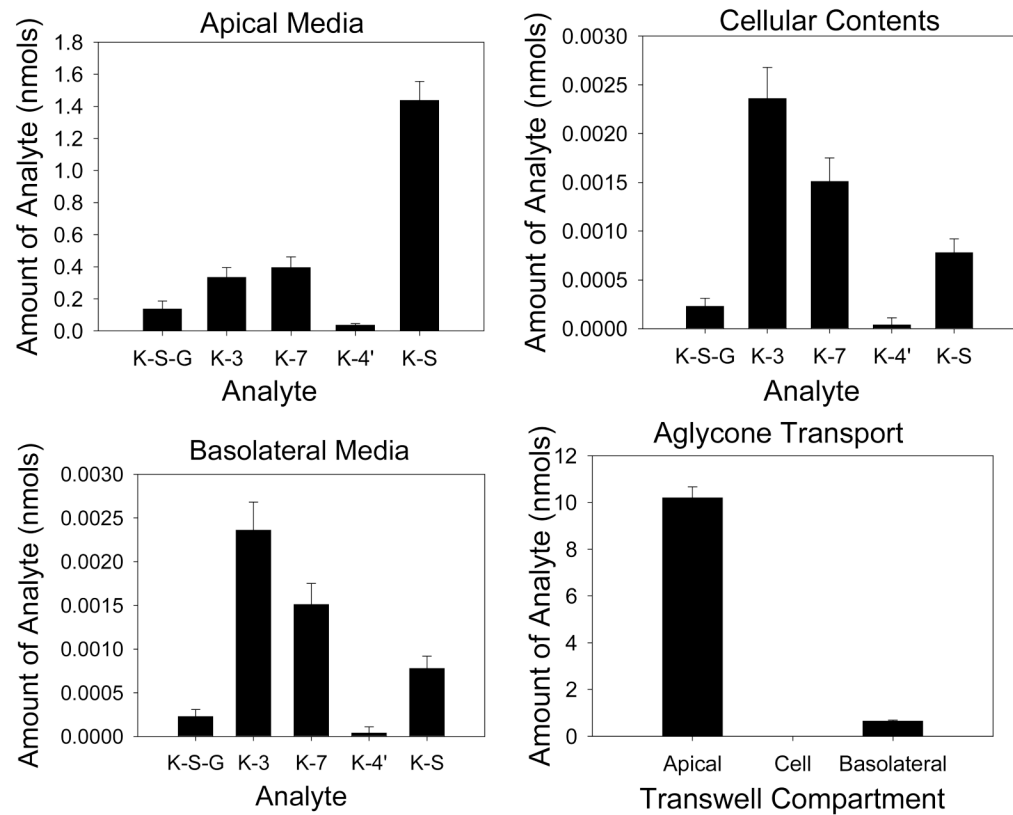 Apical Media
Amount of Analyte (nmols)
1.8
1.6
1.4
1.2
1.0
0.8
0.6
0.4
0.2
0.0
K-S-G K-3 K-7 K-4' K-S
Analyte
Cellular Contents
Amount of Analyte (nmols)
0.0030
0.0025
0.0020
0.0015
0.0010
0.0005
0.0000
K-S-G K-3 K-7 K-4' K-S
Analyte
Basolateral Media
Amount of Analyte (nmols)
0.0030
0.0025
0.0020
0.0015
0.0010
0.0005
0.0000
K-S-G K-3 K-7 K-4' K-S
Analyte
Aglycone Transport
Amount of Analyte (nmols)
12
10
8
6
4
2
0
Apical Cell Basolateral
Transwell Compartment